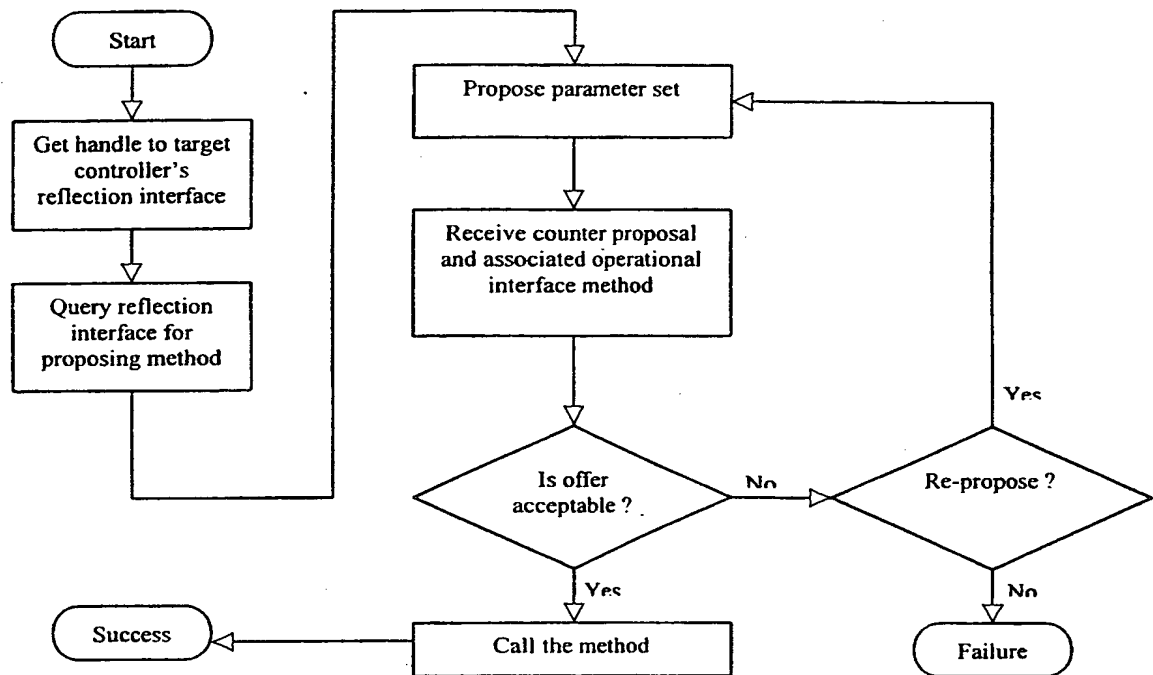 Start
Get handle to target
controller's
reflection interface
Query reflection
interface for
proposing method
Propose parameter set
Receive counter proposal
and associated operational
interface method
Is offer
acceptable ?
No
Re-propose ?
Yes
No
Yes
Call the method
Success
Failure